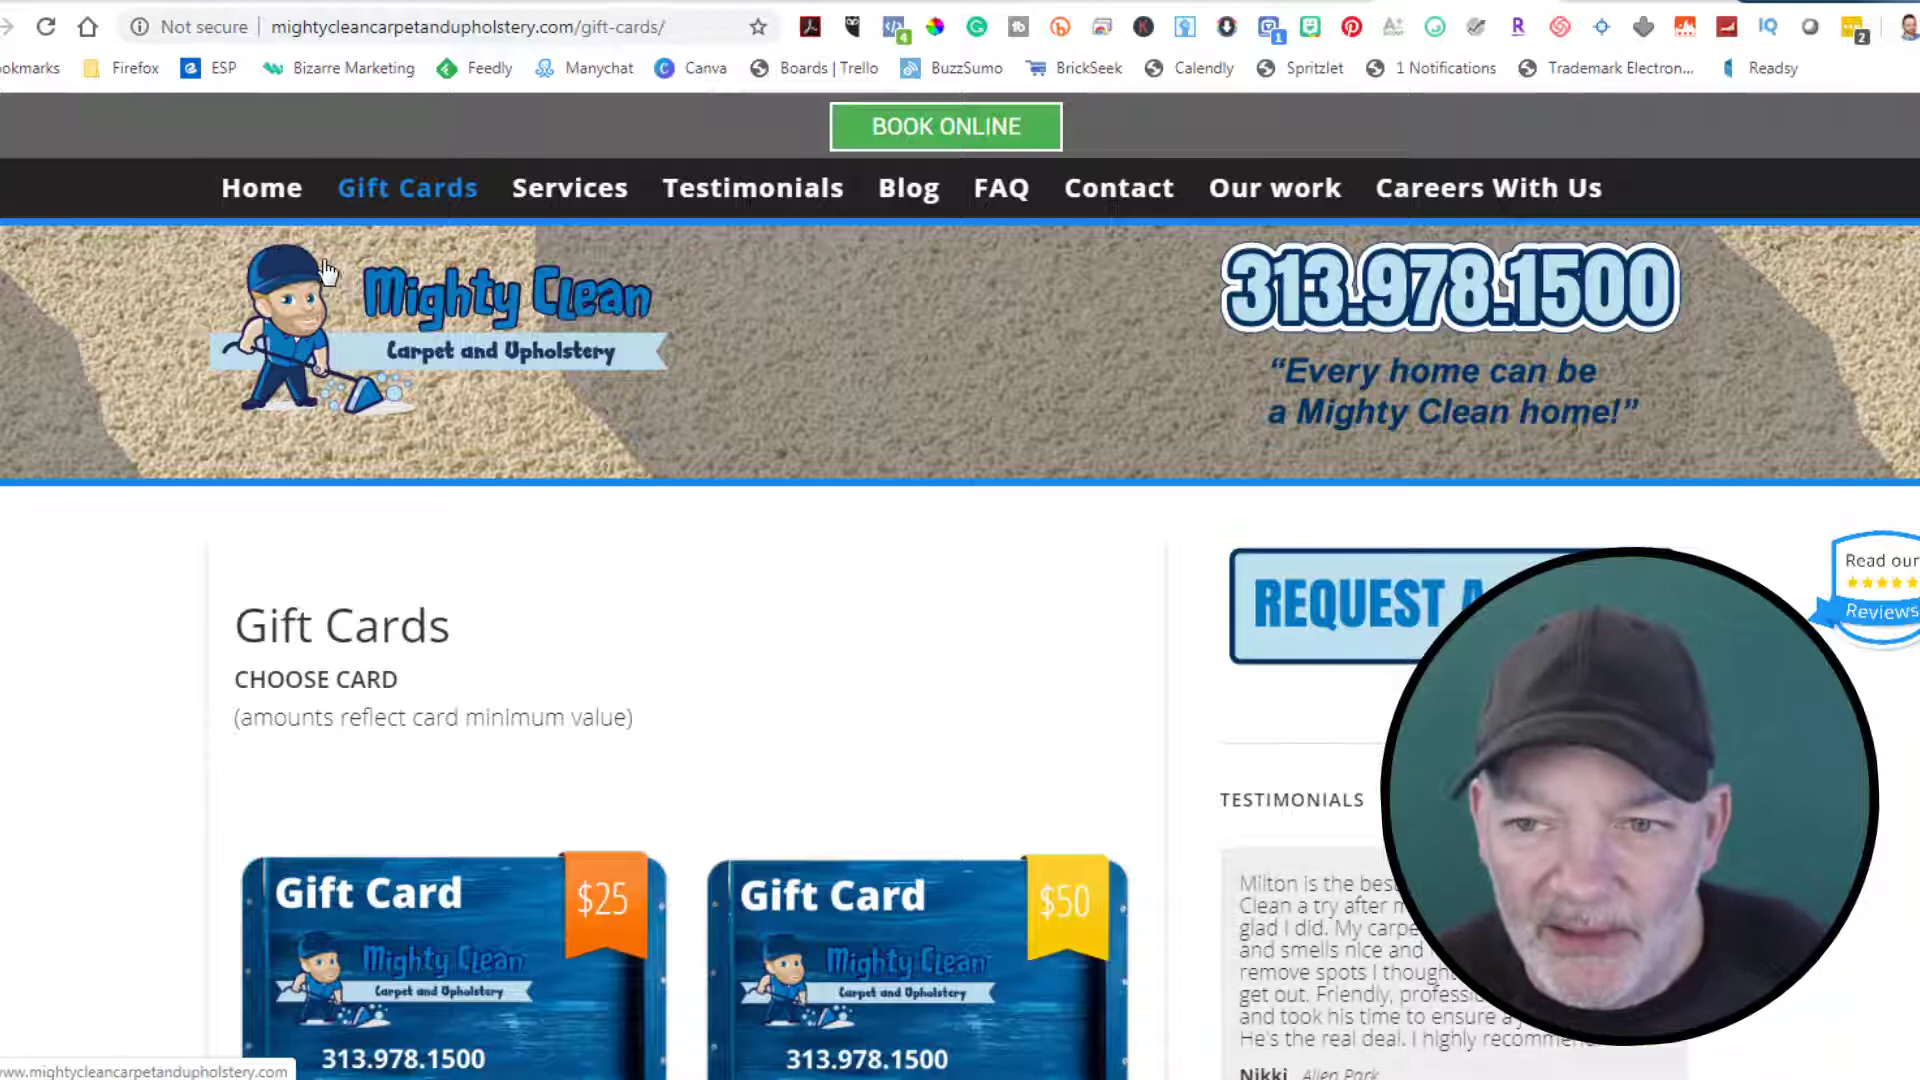 Not secure mightycleancarpetandupholstery.com/gift-cards/
4
1
2
ookmarks Firefox ESP Bizarre Marketing Feedly Manychat Canva Boards | Trello BuzzSumo BrickSeek Calendly Spritzlet 1 Notifications Trademark Electron... Readsy
BOOK ONLINE
Home Gift Cards Services Testimonials Blog FAQ Contact Our work Careers With Us
Mighty Clean
Carpet and Upholstery
313.978.1500
“Every home can be
a Mighty Clean home!”
Gift Cards
CHOOSE CARD
(amounts reflect card minimum value)
REQUEST A
Read our
Reviews
TESTIMONIALS
Gift Card $25
Mighty Clean
Carpet and Upholstery
313.978.1500
Gift Card $50
Mighty Clean
Carpet and Upholstery
313.978.1500
Milton is the bes
Clean a try after
glad I did. My carpe
and smells nice and
remove spots I thought
get out. Friendly, professi
and took his time to ensure a
He's the real deal. I highly recommen
Nikki Allen Park
www.mightycleancarpetandupholstery.com